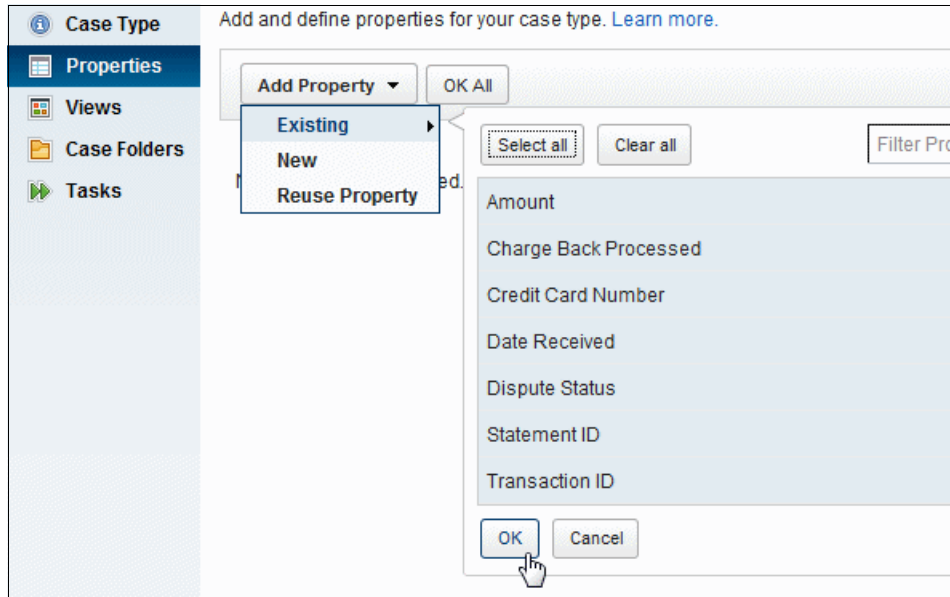 Case Type
Properties
Views
Case Folders
Tasks
Add and define properties for your case type. Learn more.
Add Property OK All
Existing
New
Reuse Property
ed.
Select all Clear all Filter Pro
Amount
Charge Back Processed
Credit Card Number
Date Received
Dispute Status
Statement ID
Transaction ID
OK Cancel